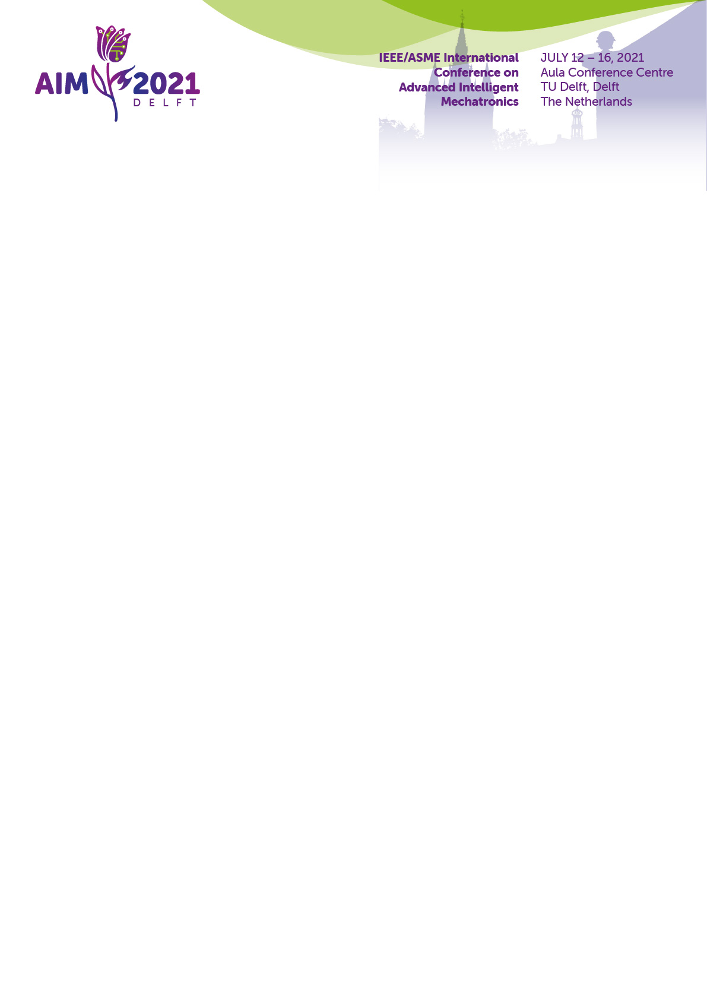 AIM 2021
DELFT
IEEE/ASME International
Conference on
Advanced Intelligent
Mechatronics
JULY 12 – 16, 2021
Aula Conference Centre
TU Delft, Delft
The Netherlands